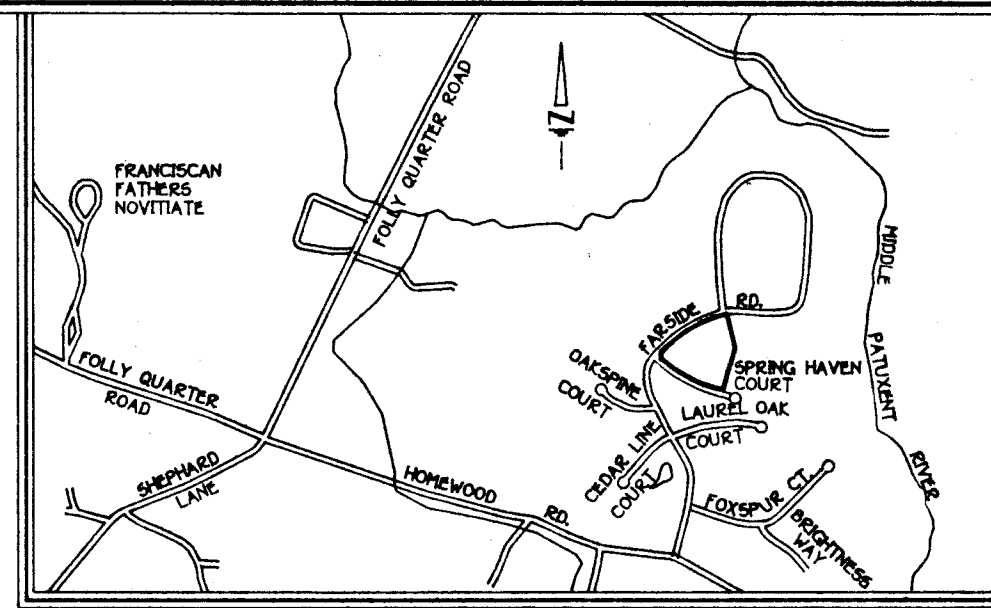 FRANCISCAN
FATHERS
NOVITIATE
FOLLY QUARTER ROAD
N
MIDDLE
PATUXENT
RIVER
FARSIDE
RD.
SPRING HAVEN
COURT
OAKSPINE
COURT
LAUREL OAK
COURT
CEDAR LINE
COURT
FOXSPUR CT.
BRIGHTNESS
WAY
FOLLY QUARTER
ROAD
SHEPHARD
LANE
HOMEWOOD
RD.